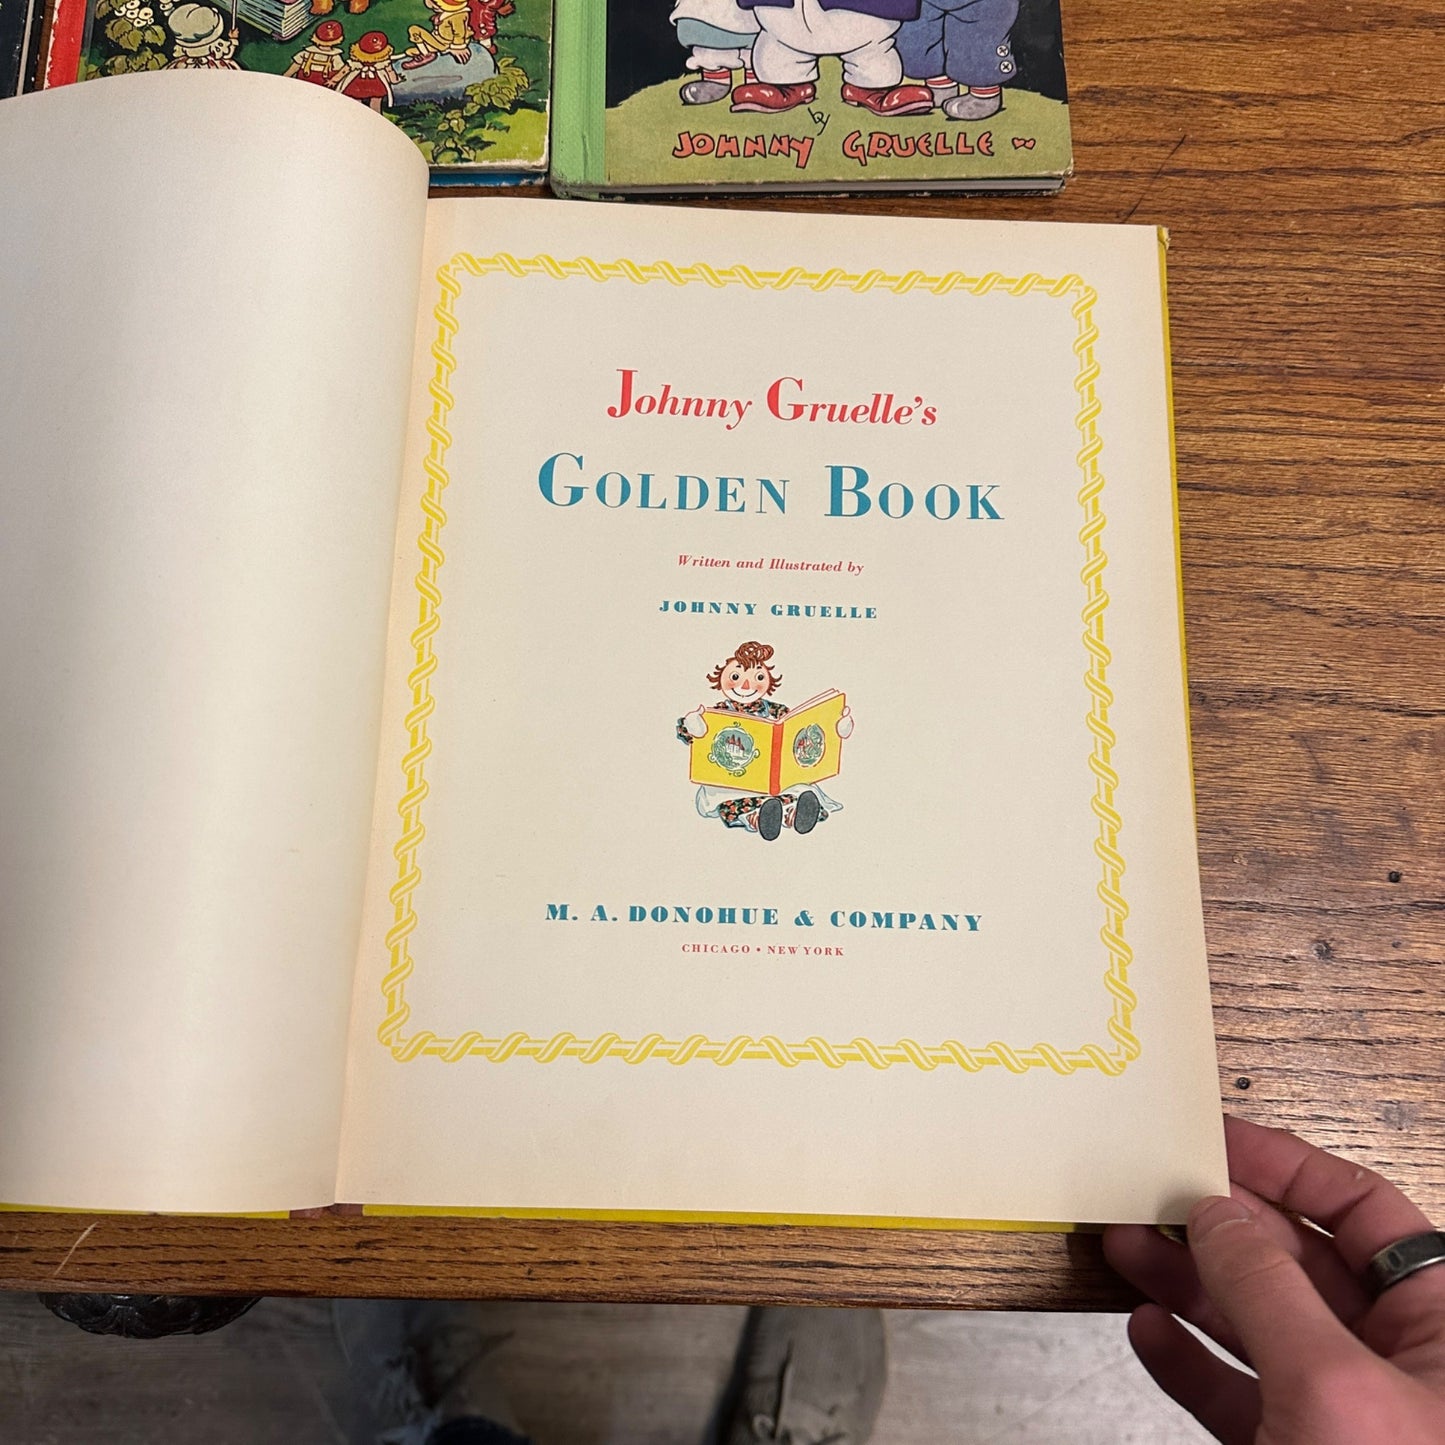 by
JOHNNY GRUELLE
Johnny Gruelle's
GOLDEN BOOK
Written and Illustrated by
JOHNNY GRUELLE
M. A. DONOHUE & COMPANY
CHICAGO • NEW YORK